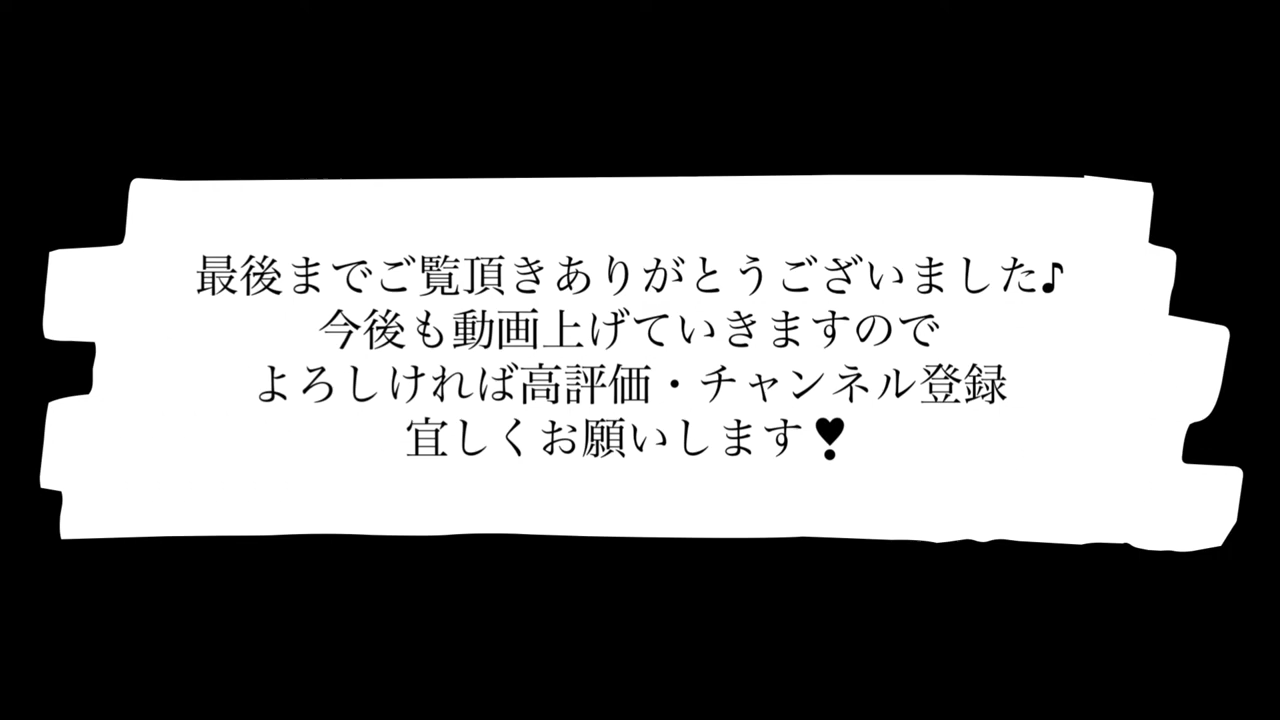 最後までご覧頂きありがとうございました♪
今後も動画上げていきますので
よろしければ高評価・チャンネル登録
宜しくお願いします❣